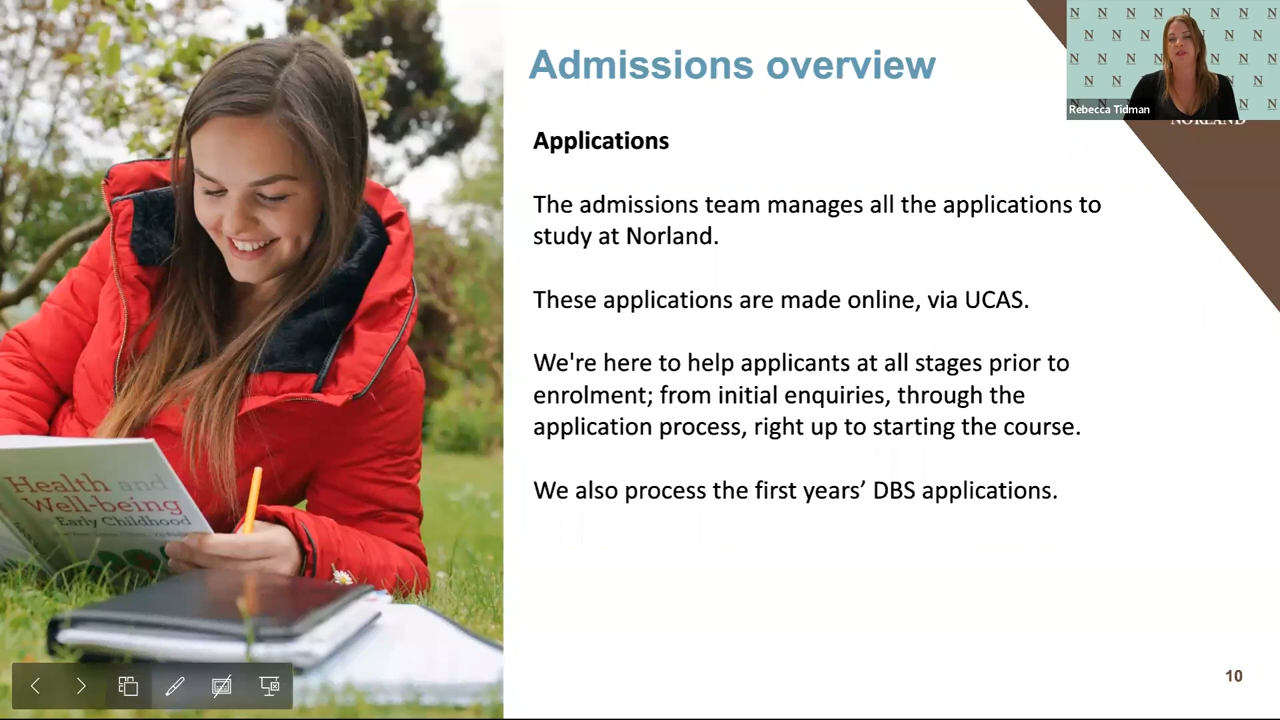 Admissions overview
Rebecca Tidman
NORLAND
Applications
The admissions team manages all the applications to
study at Norland.
These applications are made online, via UCAS.
We're here to help applicants at all stages prior to
enrolment; from initial enquiries, through the
application process, right up to starting the course.
We also process the first years’ DBS applications.
Health and
Well-being
Early Childhood
10